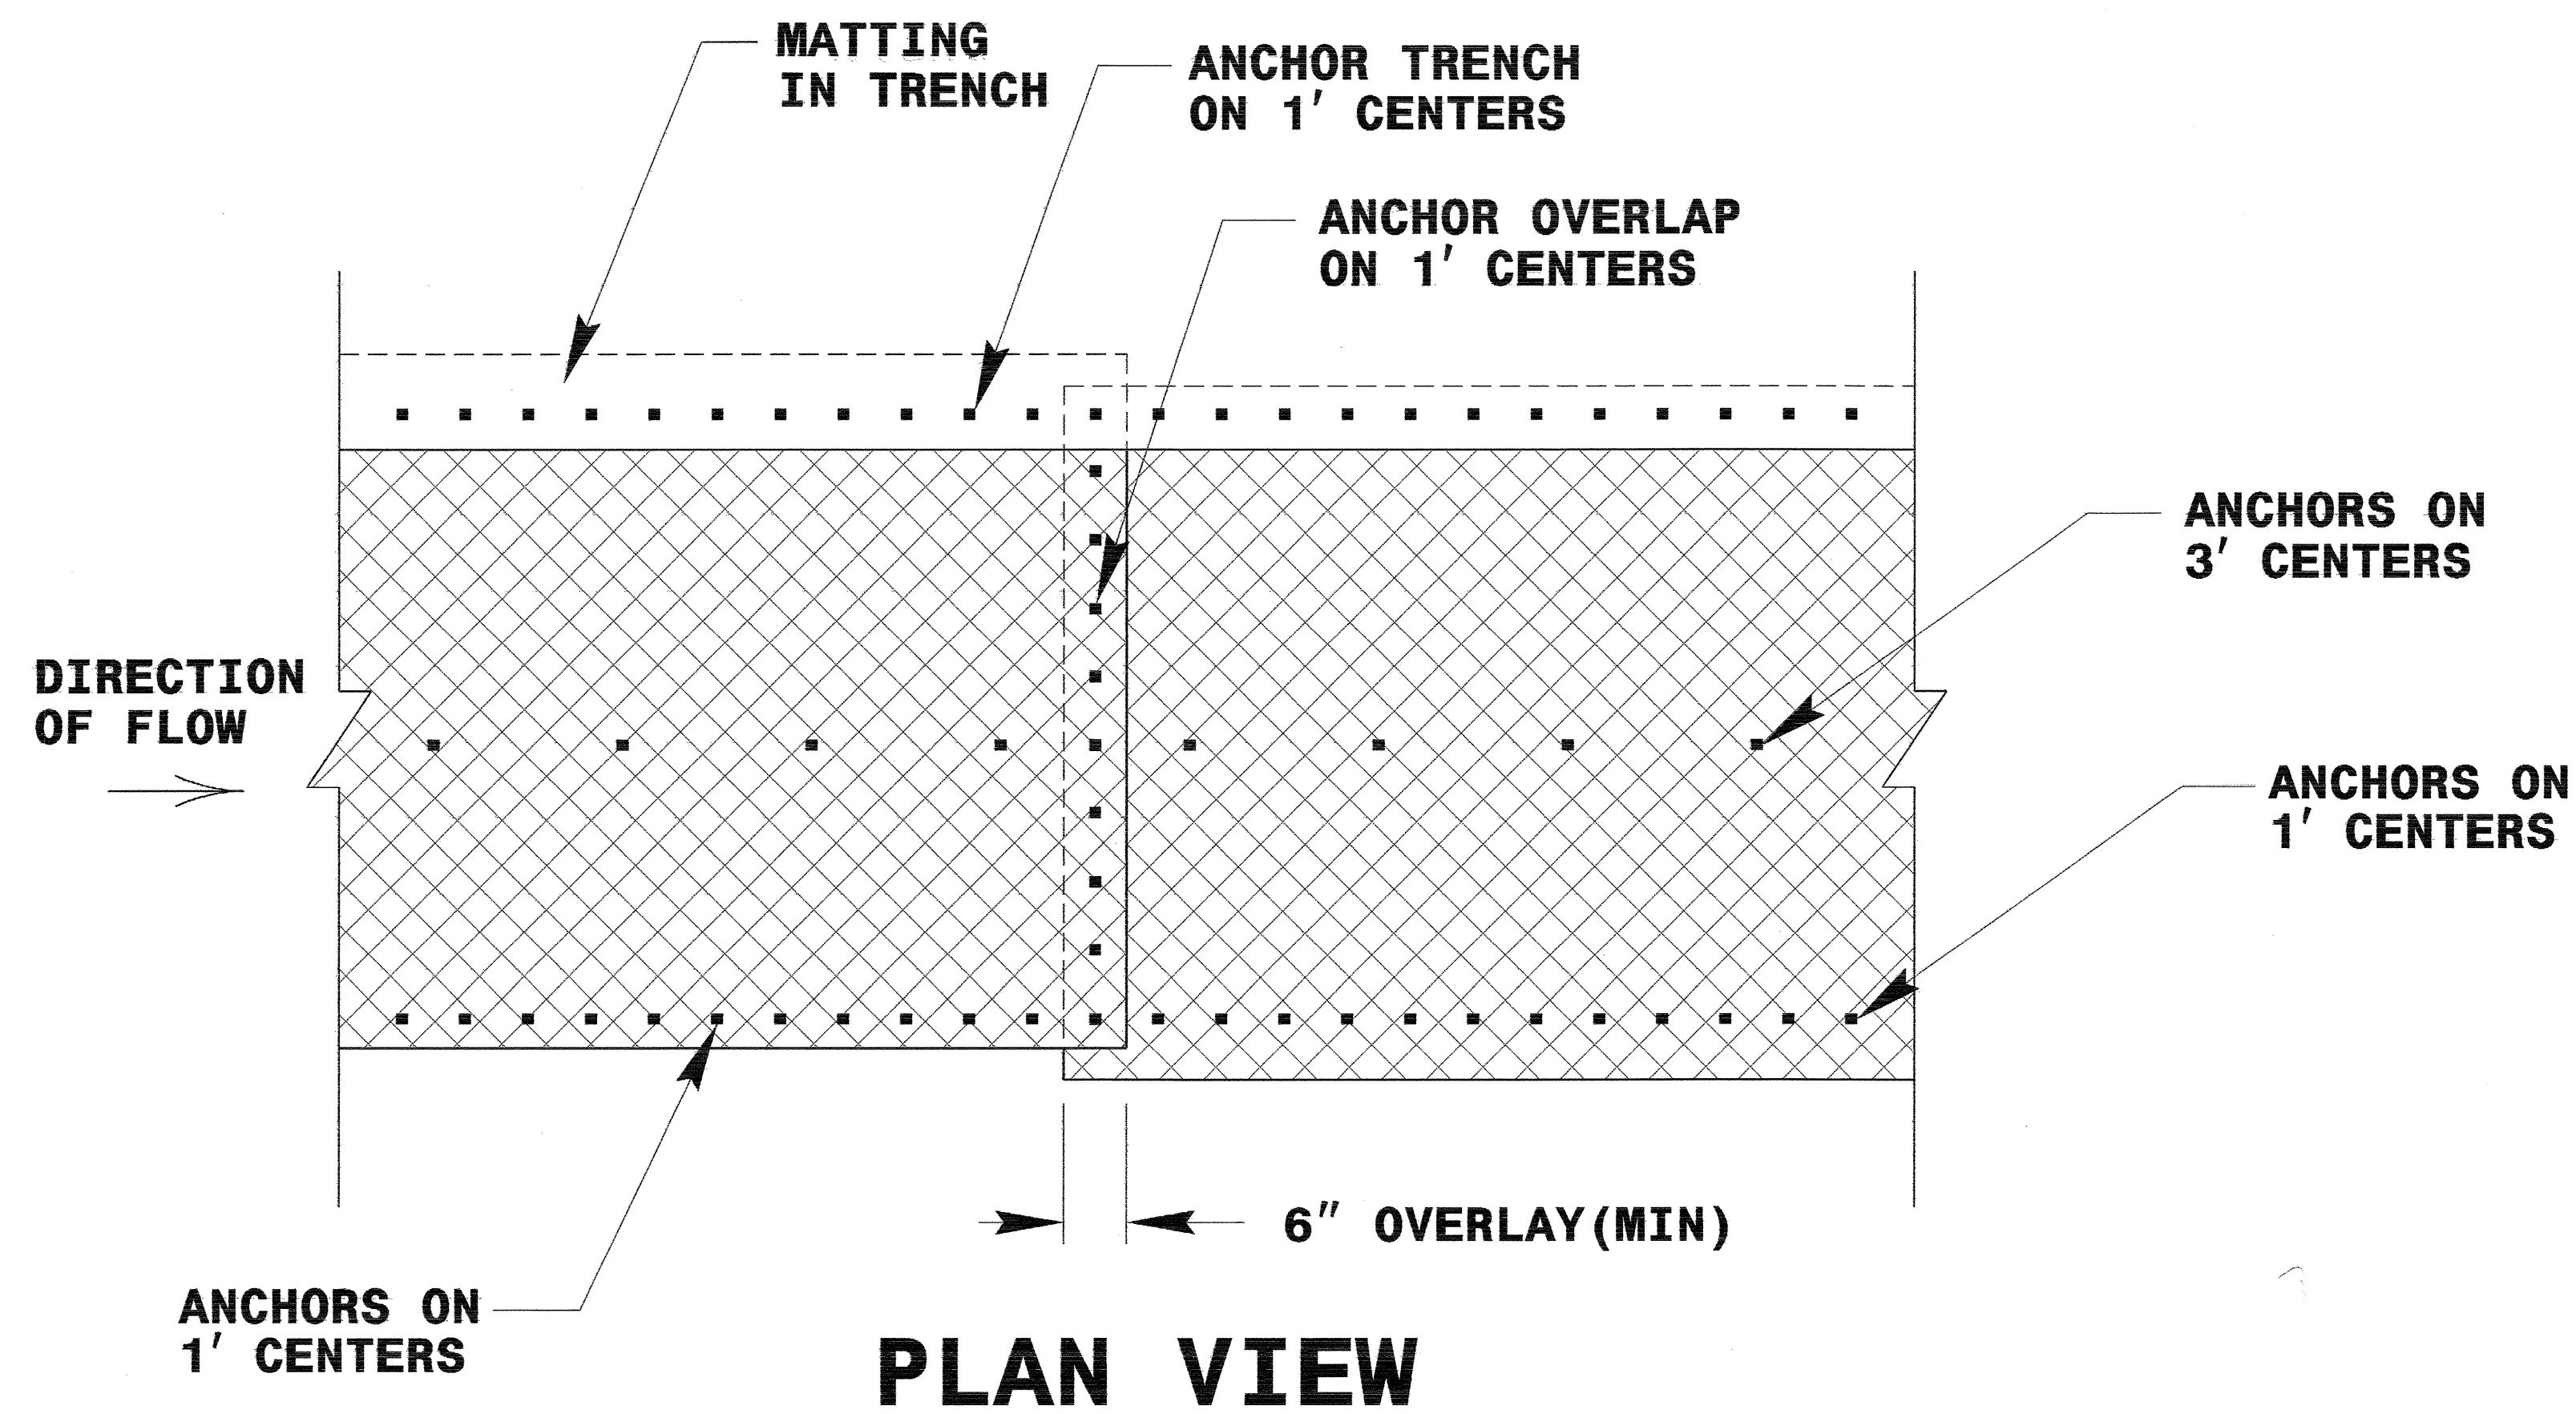 MATTING
IN TRENCH
ANCHOR TRENCH
ON 1' CENTERS
ANCHOR OVERLAP
ON 1' CENTERS
ANCHORS ON
3' CENTERS
DIRECTION
OF FLOW
ANCHORS ON
1' CENTERS
6" OVERLAY(MIN)
ANCHORS ON
1' CENTERS
PLAN VIEW